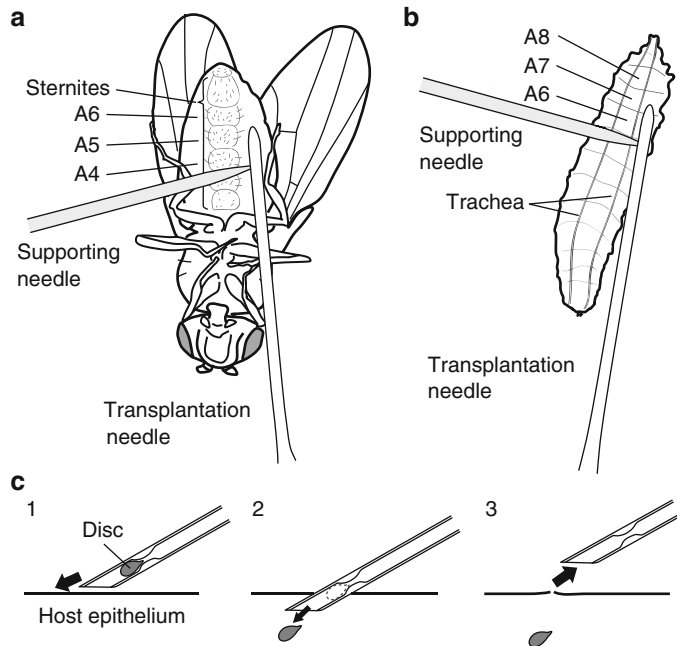 a
Sternites
A6
A5
A4
Supporting
needle
Transplantation
needle
b
A8
A7
A6
Supporting
needle
Trachea
Transplantation
needle
c
1
Disc
Host epithelium
2
3